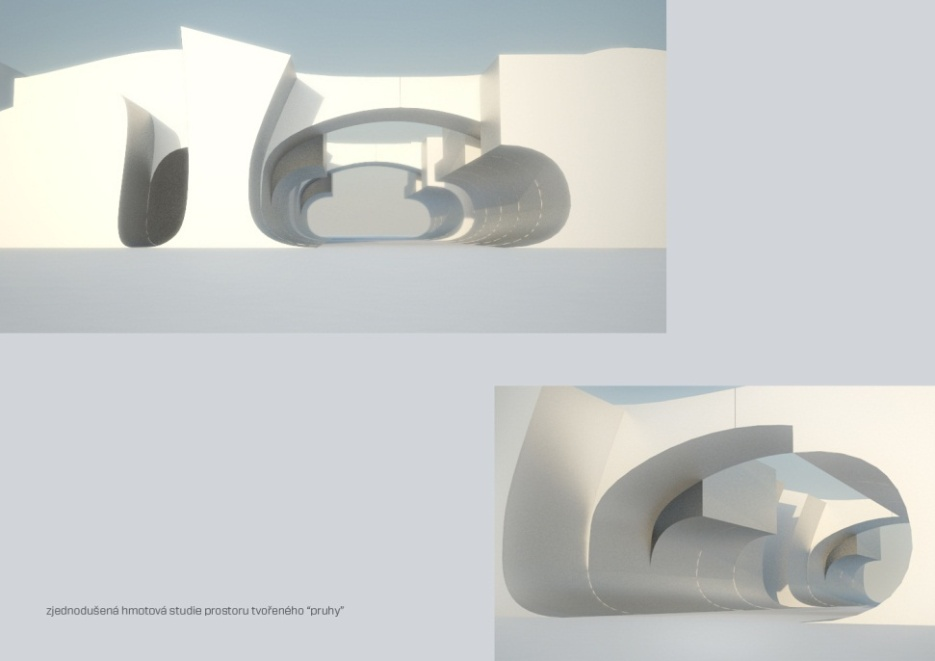 zjednodušená hmotová studie prostoru tvořeného “pruhy”